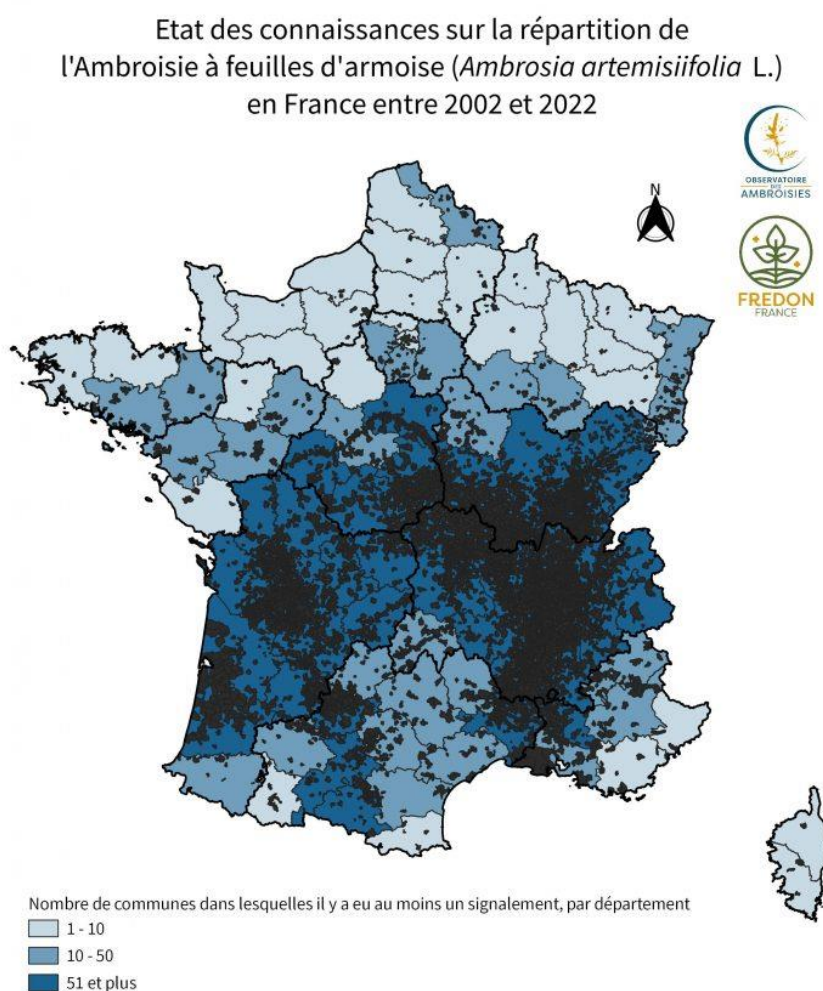 Etat des connaissances sur la répartition de
l'Ambroisie à feuilles d'armoise (Ambrosia artemisiifolia L.)
en France entre 2002 et 2022
OBSERVATOIRE
DES
AMBROISIES
N
FREDON
FRANCE
Nombre de communes dans lesquelles il y a eu au moins un signalement, par département
1 - 10
10 - 50
51 et plus